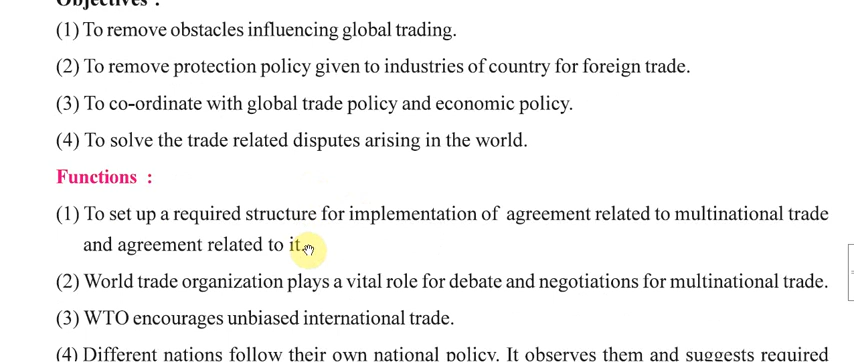 Objectives :
(1) To remove obstacles influencing global trading.
(2) To remove protection policy given to industries of country for foreign trade.
(3) To co-ordinate with global trade policy and economic policy.
(4) To solve the trade related disputes arising in the world.
Functions :
(1) To set up a required structure for implementation of agreement related to multinational trade
and agreement related to it.
(2) World trade organization plays a vital role for debate and negotiations for multinational trade.
(3) WTO encourages unbiased international trade.
(4) Different nations follow their own national policy. It observes them and suggests required